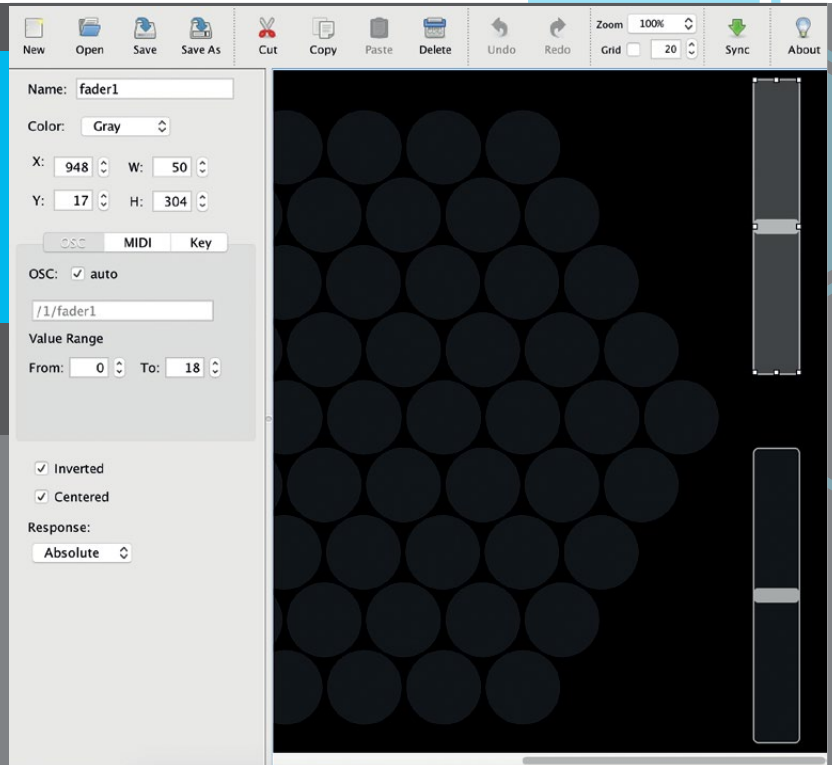 New Open Save Save As Cut Copy Paste Delete Undo Redo Zoom 100% Grid 20 Sync About
Name: fader1
Color: Gray
X: 948 W: 50
Y: 17 H: 304
OSC MIDI Key
OSC: auto
/1/fader1
Value Range
From: 0 To: 18
Inverted
Centered
Response:
Absolute